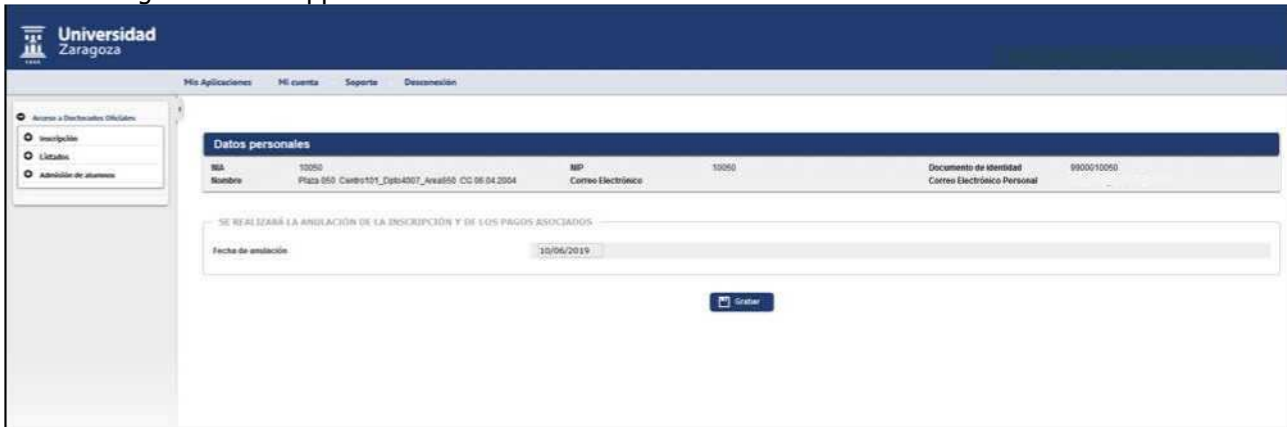 Universidad
Zaragoza
1542
Mis Aplicaciones Mi cuenta Soporte Desconexión
Acceso a Doctorados Oficiales
Inscripción
Listados
Admisión de alumnos
Datos personales
NIA 10050 NIP 10050 Documento de identidad 9900010050
Nombre Plaza 050 Centro101_Dpto4007_Area650 CG 06.04.2004 Correo Electrónico Correo Electrónico Personal
SE REALIZARÁ LA ANULACIÓN DE LA INSCRIPCIÓN Y DE LOS PAGOS ASOCIADOS
Fecha de anulación 10/06/2019
Grabar